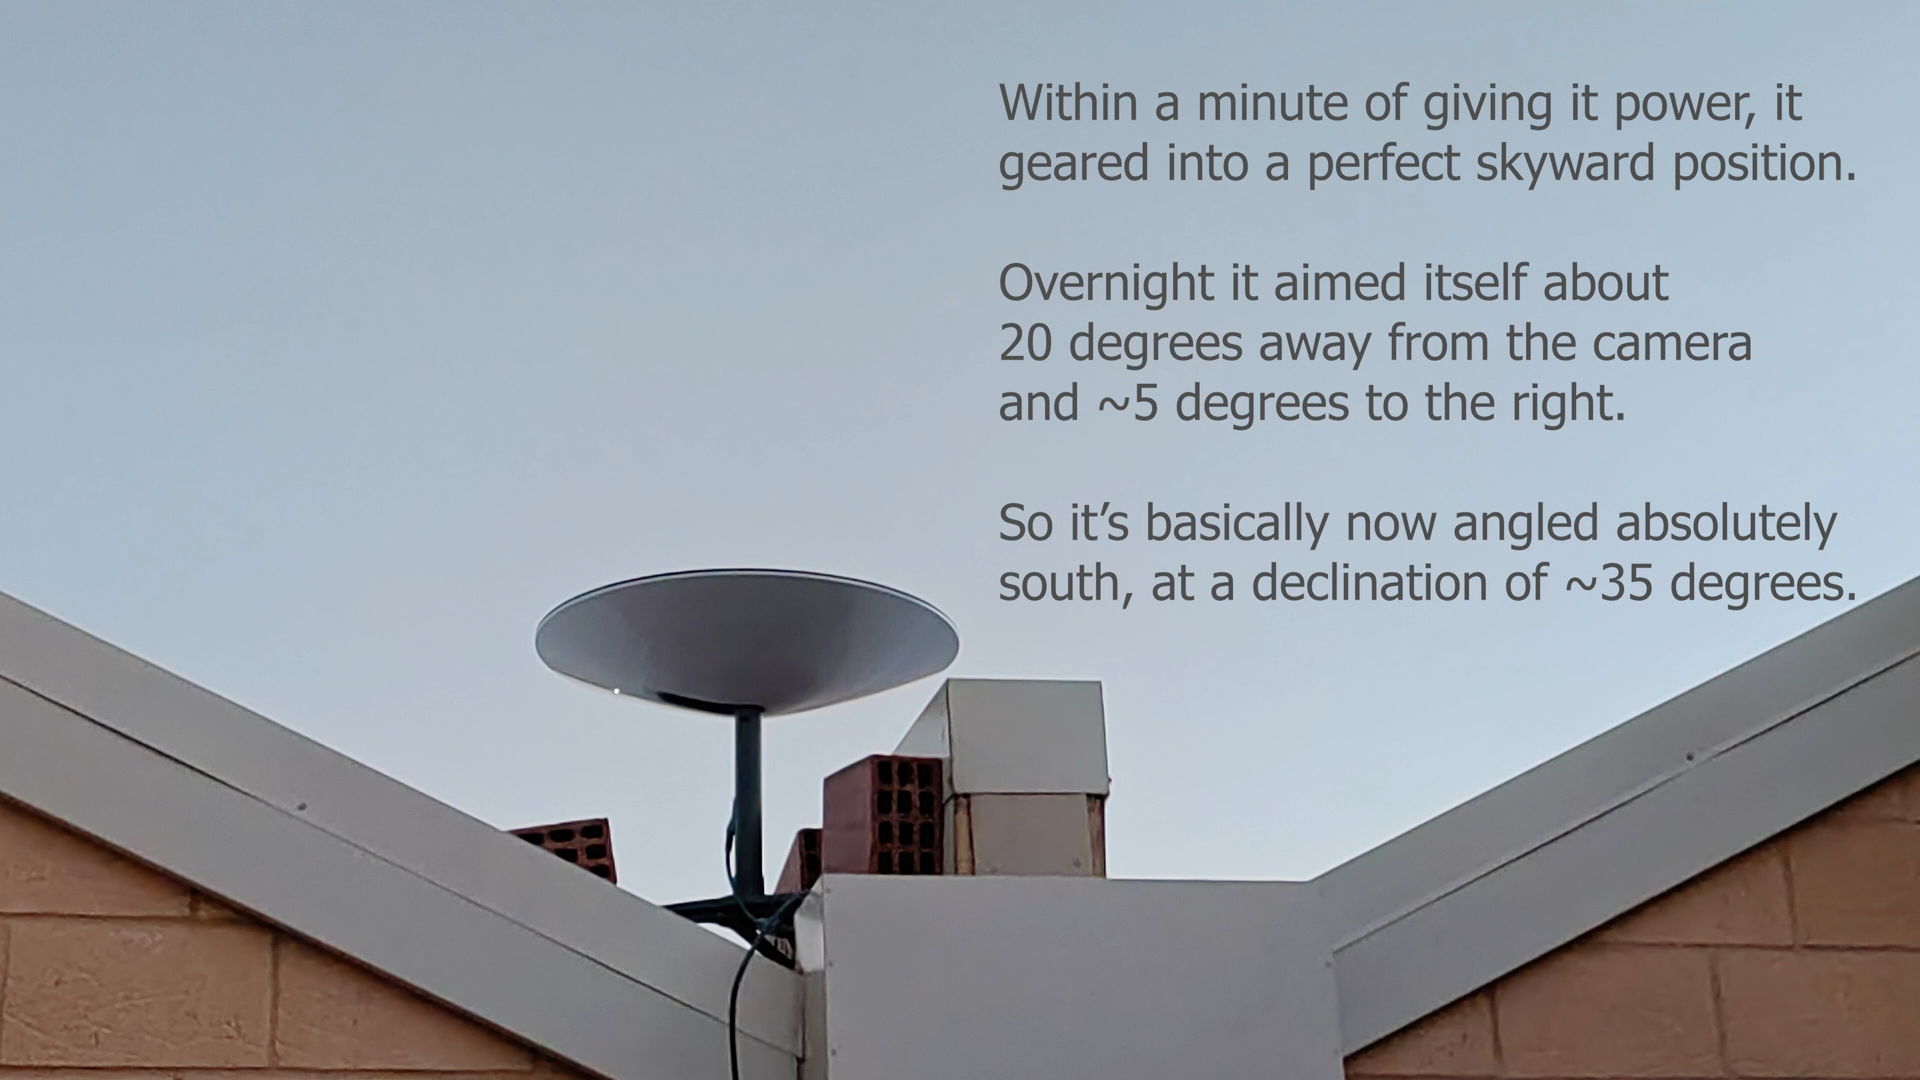 Within a minute of giving it power, it
geared into a perfect skyward position.
Overnight it aimed itself about
20 degrees away from the camera
and ~5 degrees to the right.
So it’s basically now angled absolutely
south, at a declination of ~35 degrees.